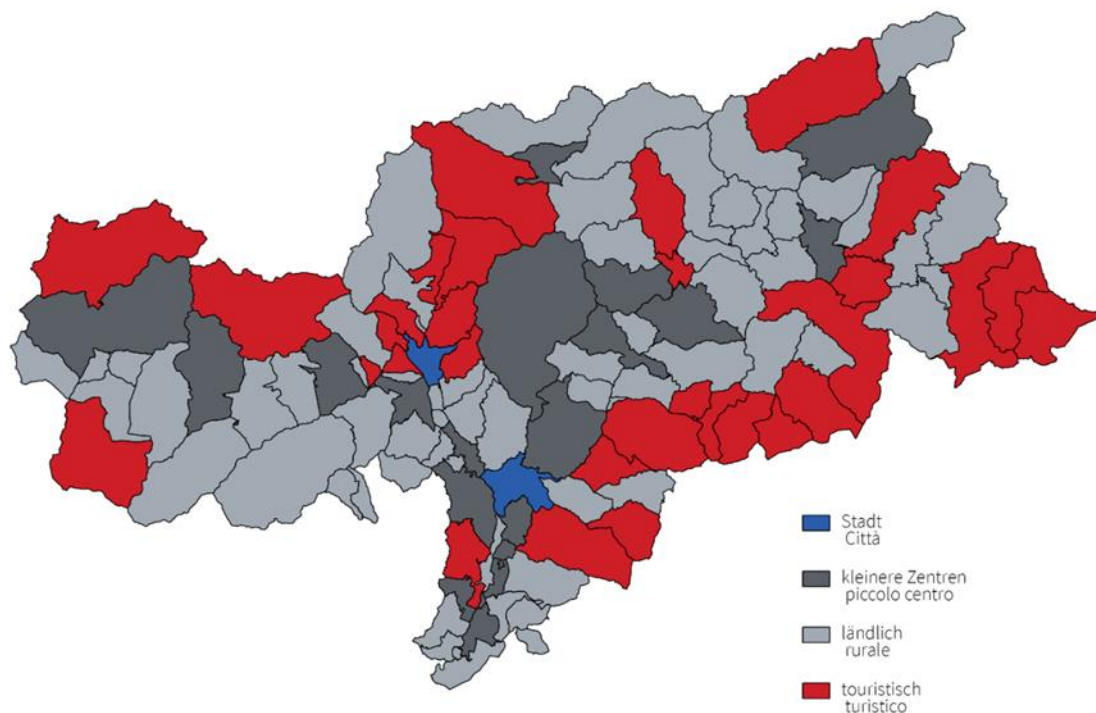 Stadt
Città
kleinere Zentren
piccolo centro
ländlich
rurale
touristisch
turistico